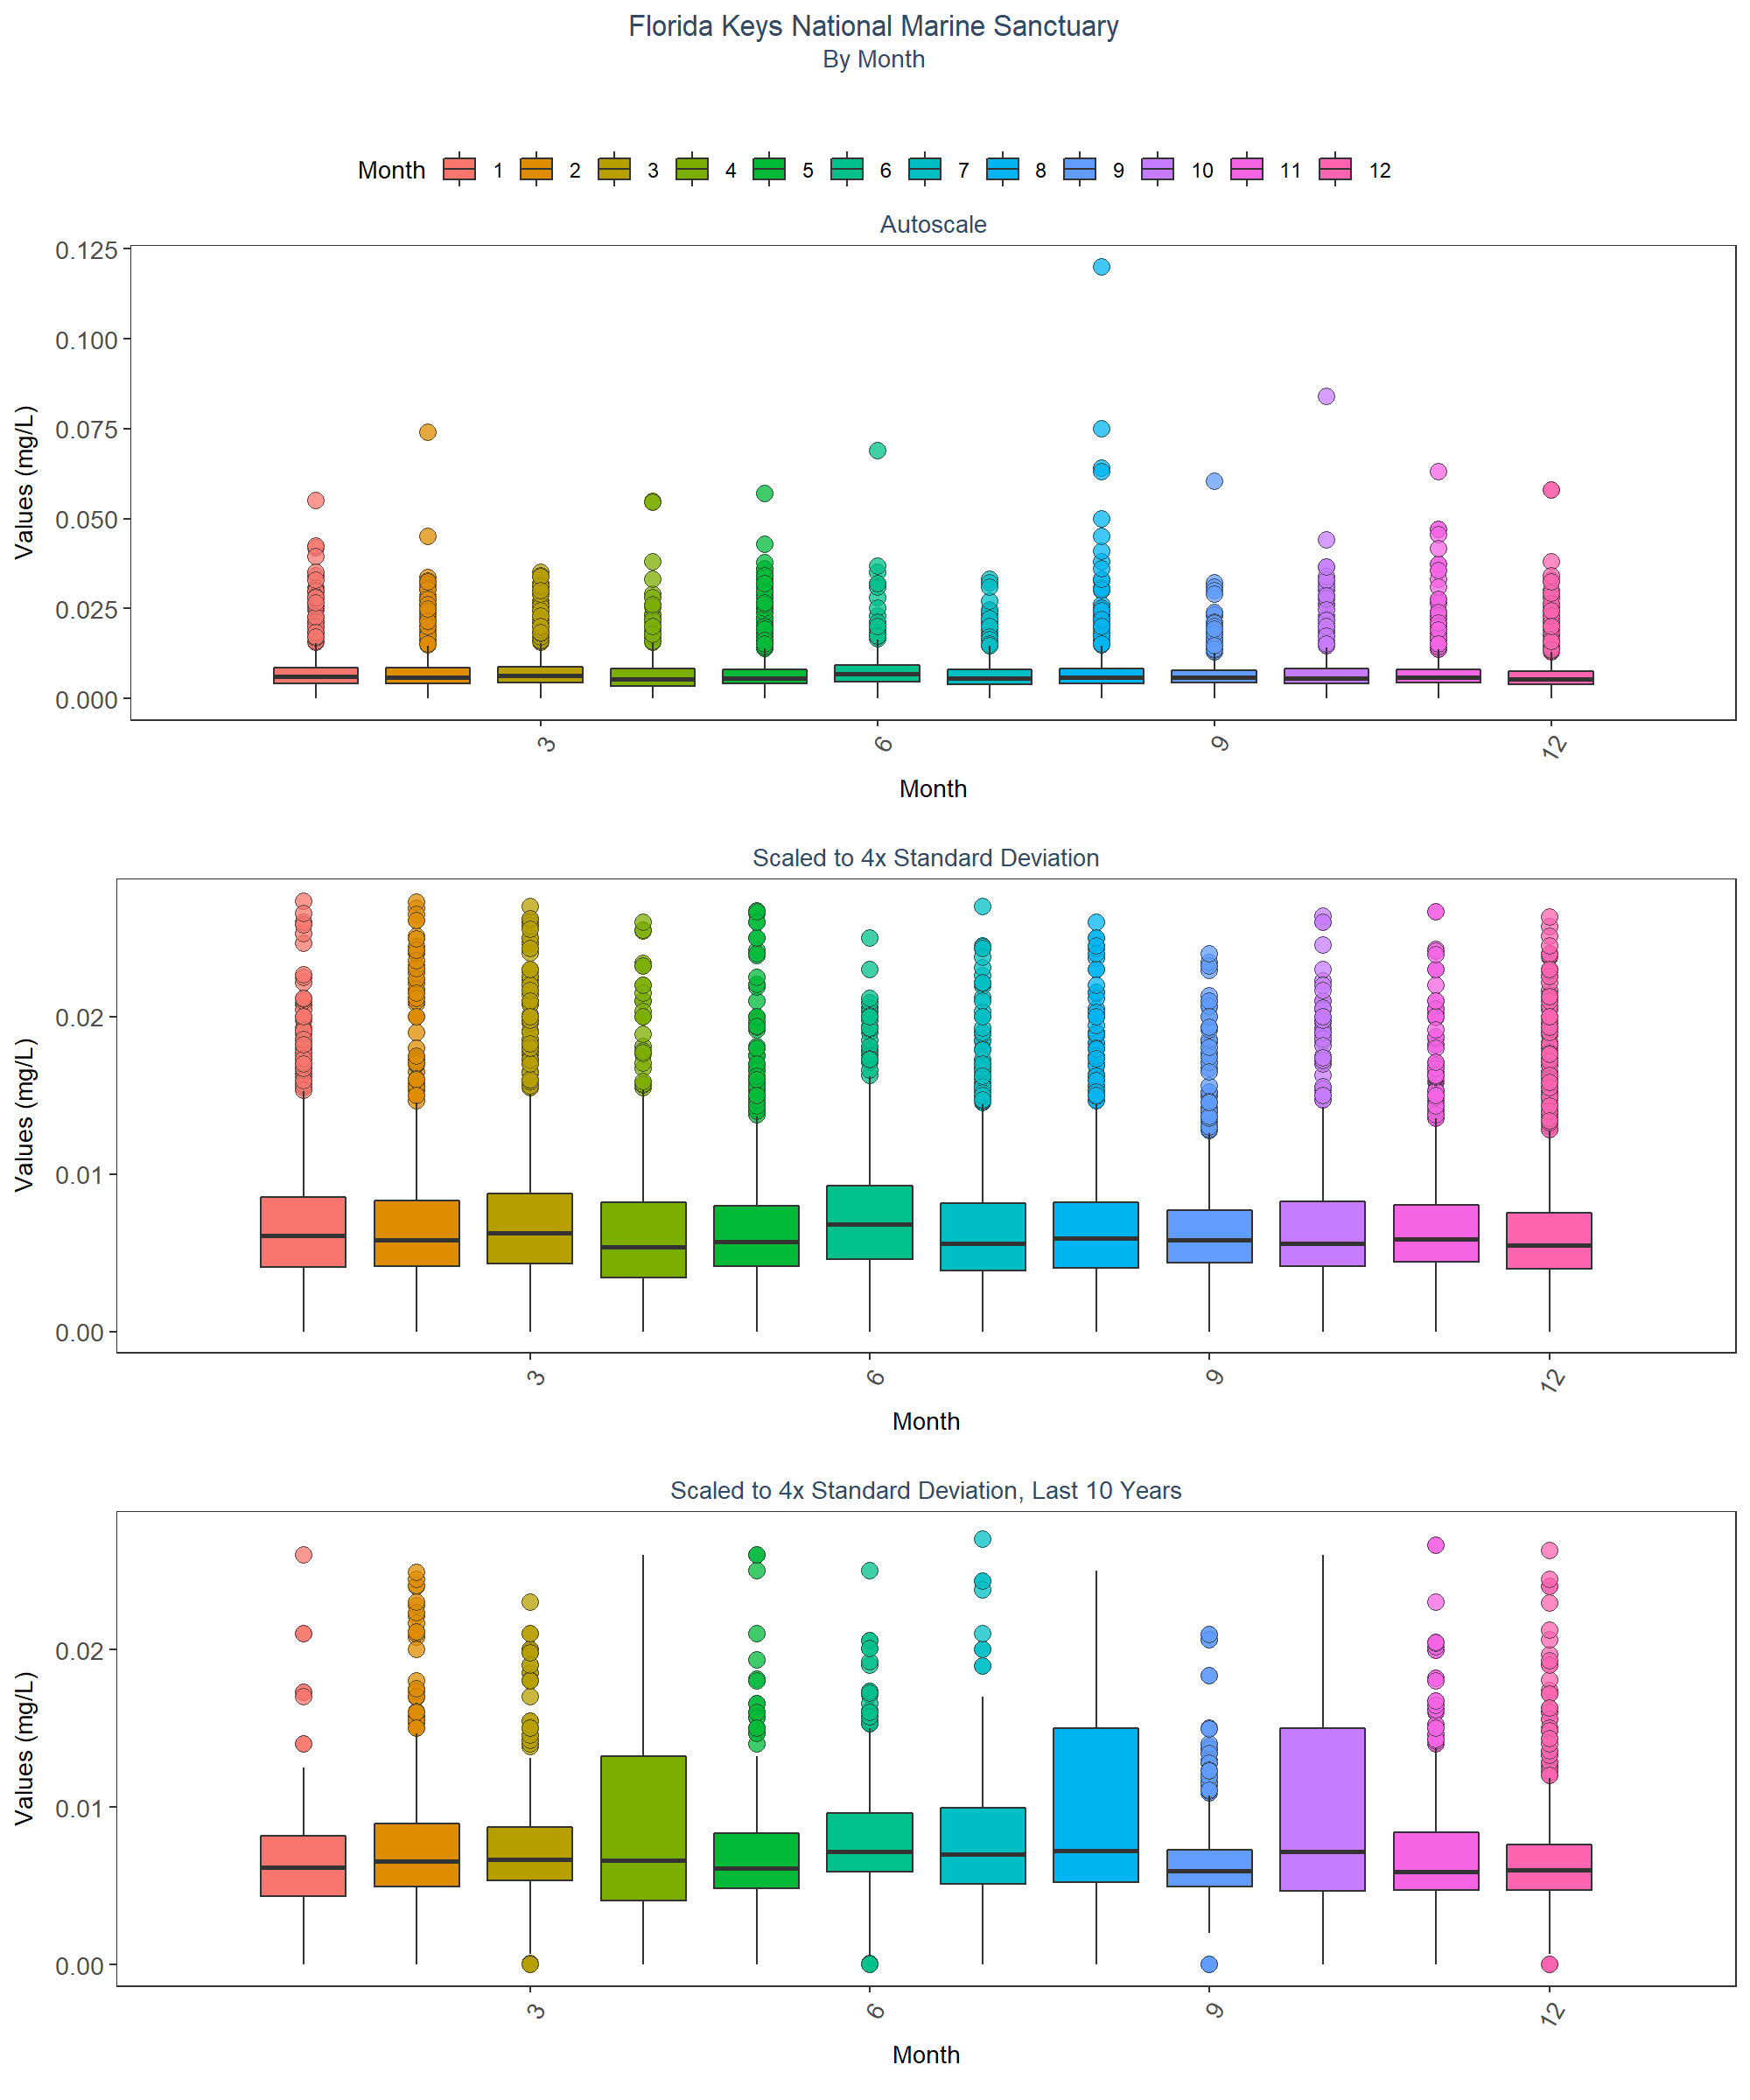 Florida Keys National Marine Sanctuary
By Month
Month 1 2 3 4 5 6 7 8 9 10 11 12
Autoscale
0.125
0.100
0.075
0.050
0.025
0.000
Values (mg/L)
3 6 9 12
Month
Scaled to 4x Standard Deviation
0.02
0.01
0.00
Values (mg/L)
3 6 9 12
Month
Scaled to 4x Standard Deviation, Last 10 Years
0.02
0.01
0.00
Values (mg/L)
3 6 9 12
Month